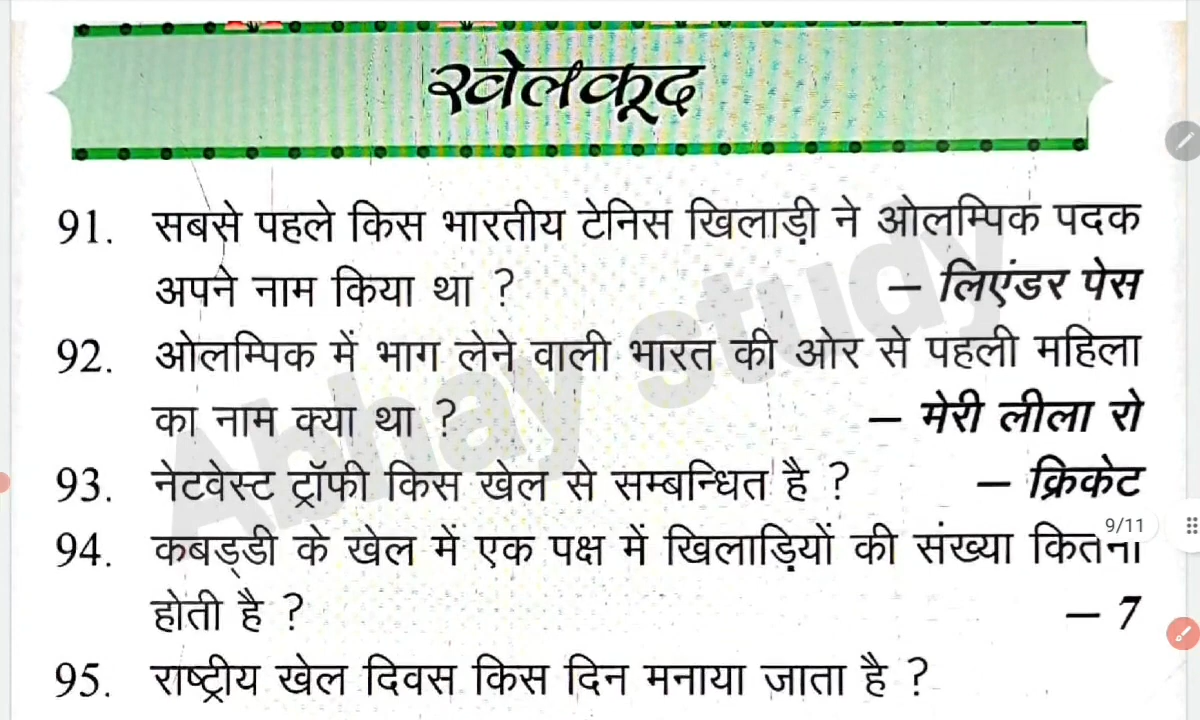 खेलकूद
91. सबसे पहले किस भारतीय टेनिस खिलाड़ी ने ओलम्पिक पदक
अपने नाम किया था ? – लिएंडर पेस
92. ओलम्पिक में भाग लेने वाली भारत की ओर से पहली महिला
का नाम क्या था ? – मेरी लीला रो
93. नेटवेस्ट ट्रॉफी किस खेल से सम्बन्धित है ? – क्रिकेट
94. कबड्डी के खेल में एक पक्ष में खिलाड़ियों की संख्या कितनी
9/11
होती है ? – 7
95. राष्ट्रीय खेल दिवस किस दिन मनाया जाता है ?
Abhay study